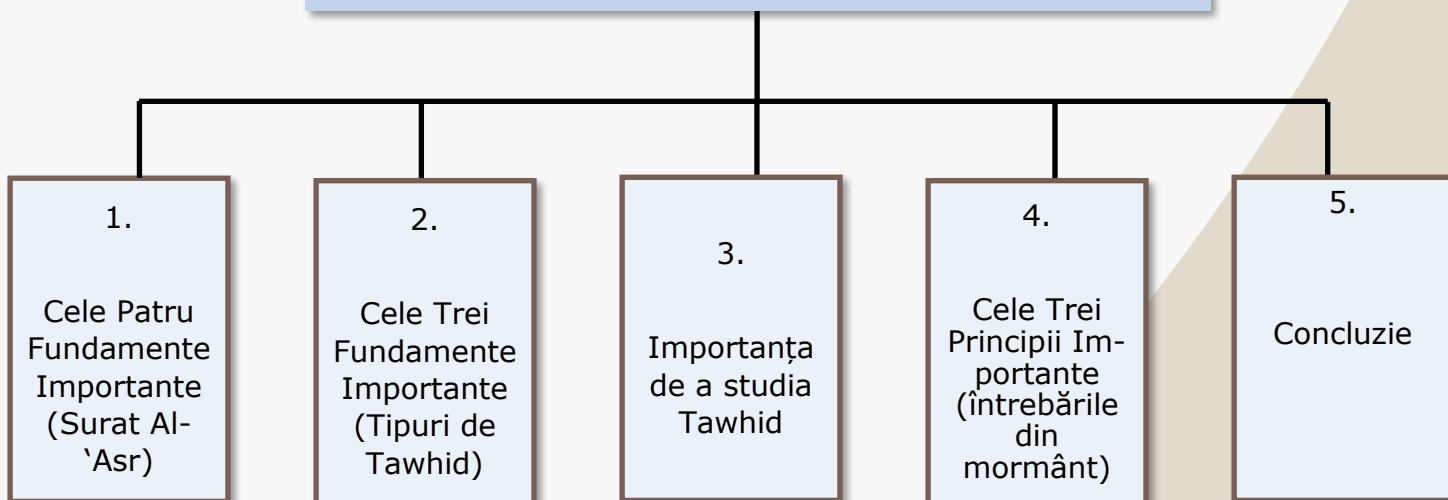 1.
Cele Patru
Fundamente
Importante
(Surat Al-
‘Asr)
2.
Cele Trei
Fundamente
Importante
(Tipuri de
Tawhid)
3.
Importanța
de a studia
Tawhid
4.
Cele Trei
Principii Im-
portante
(întrebările
din
mormânt)
5.
Concluzie